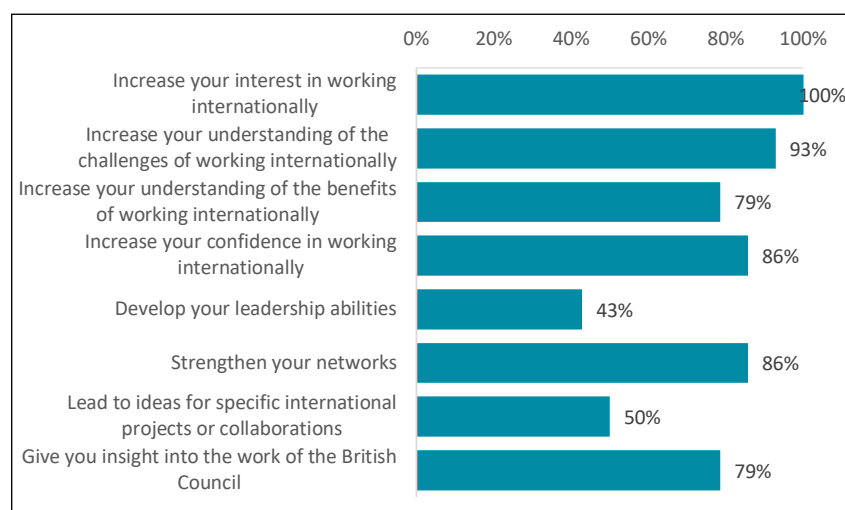 0% 20% 40% 60% 80% 100%
Increase your interest in working
internationally
100%
Increase your understanding of the
challenges of working internationally
93%
Increase your understanding of the benefits
of working internationally
79%
Increase your confidence in working
internationally
86%
Develop your leadership abilities
43%
Strengthen your networks
86%
Lead to ideas for specific international
projects or collaborations
50%
Give you insight into the work of the British
Council
79%